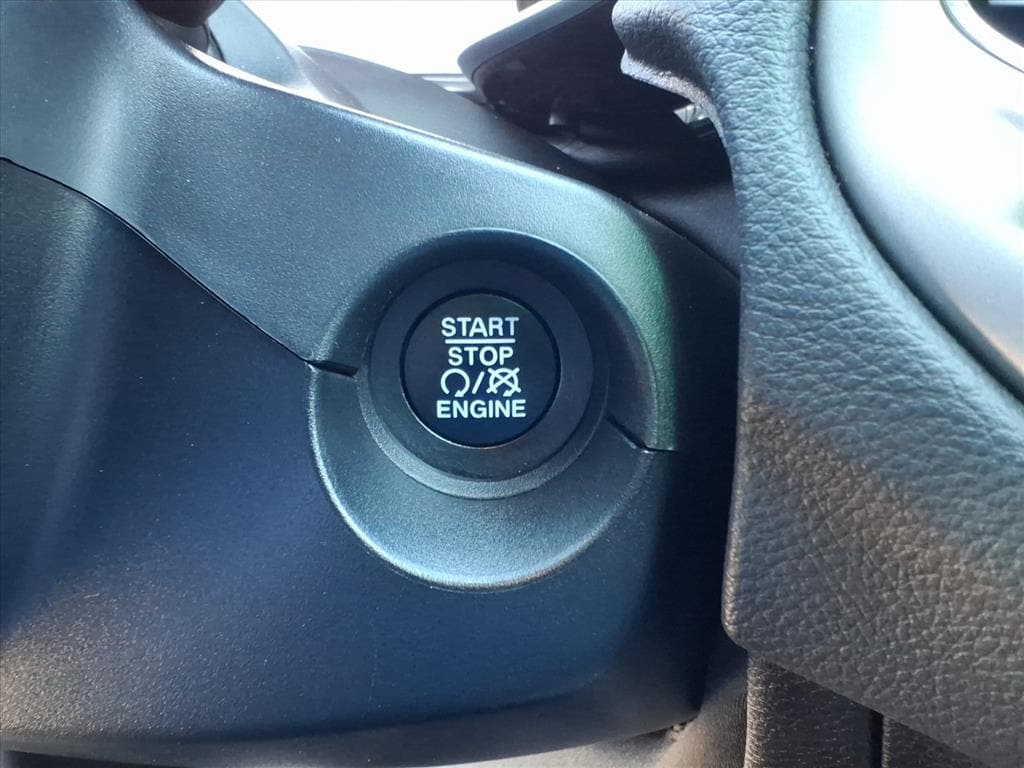 START
STOP
/
ENGINE